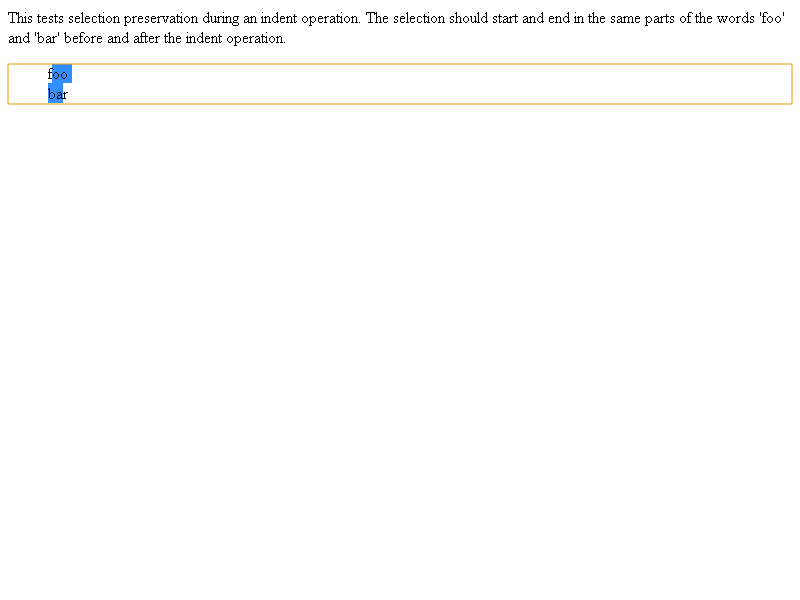 This tests selection preservation during an indent operation. The selection should start and end in the same parts of the words 'foo'
and 'bar' before and after the indent operation.
foo
bar